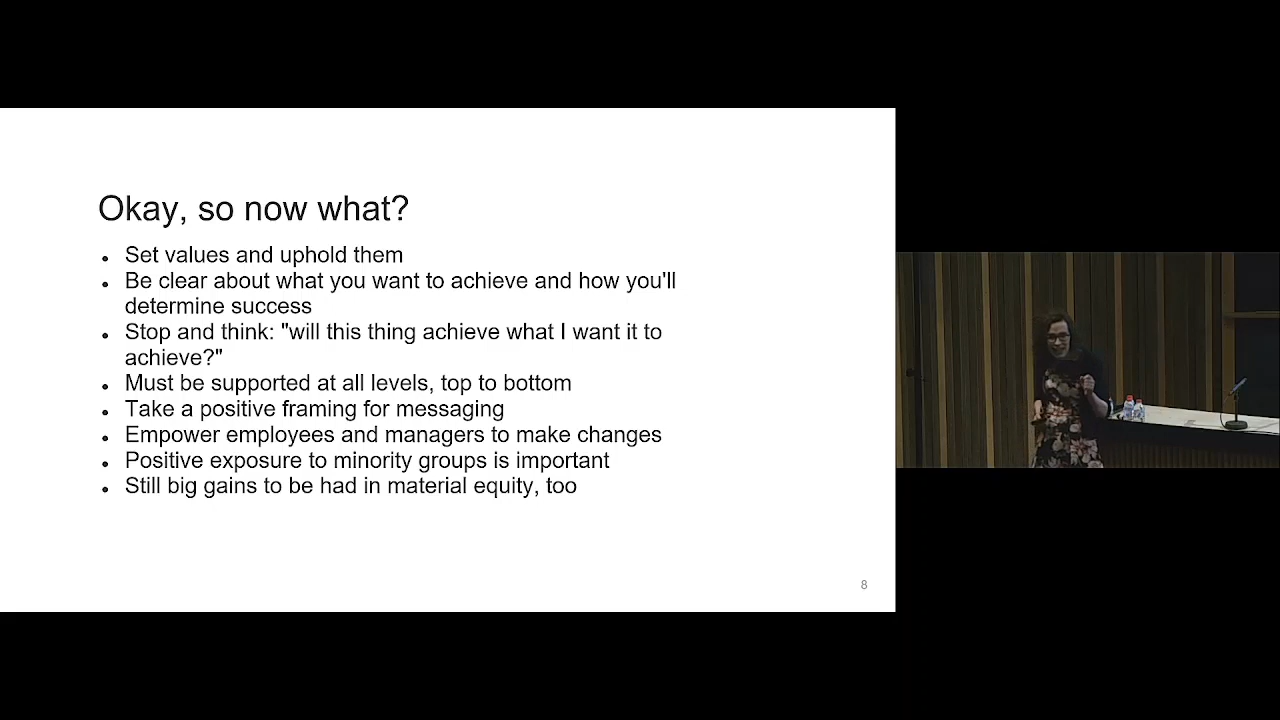 Okay, so now what?
• Set values and uphold them
• Be clear about what you want to achieve and how you'll
determine success
• Stop and think: "will this thing achieve what I want it to
achieve?"
• Must be supported at all levels, top to bottom
• Take a positive framing for messaging
• Empower employees and managers to make changes
• Positive exposure to minority groups is important
• Still big gains to be had in material equity, too
8